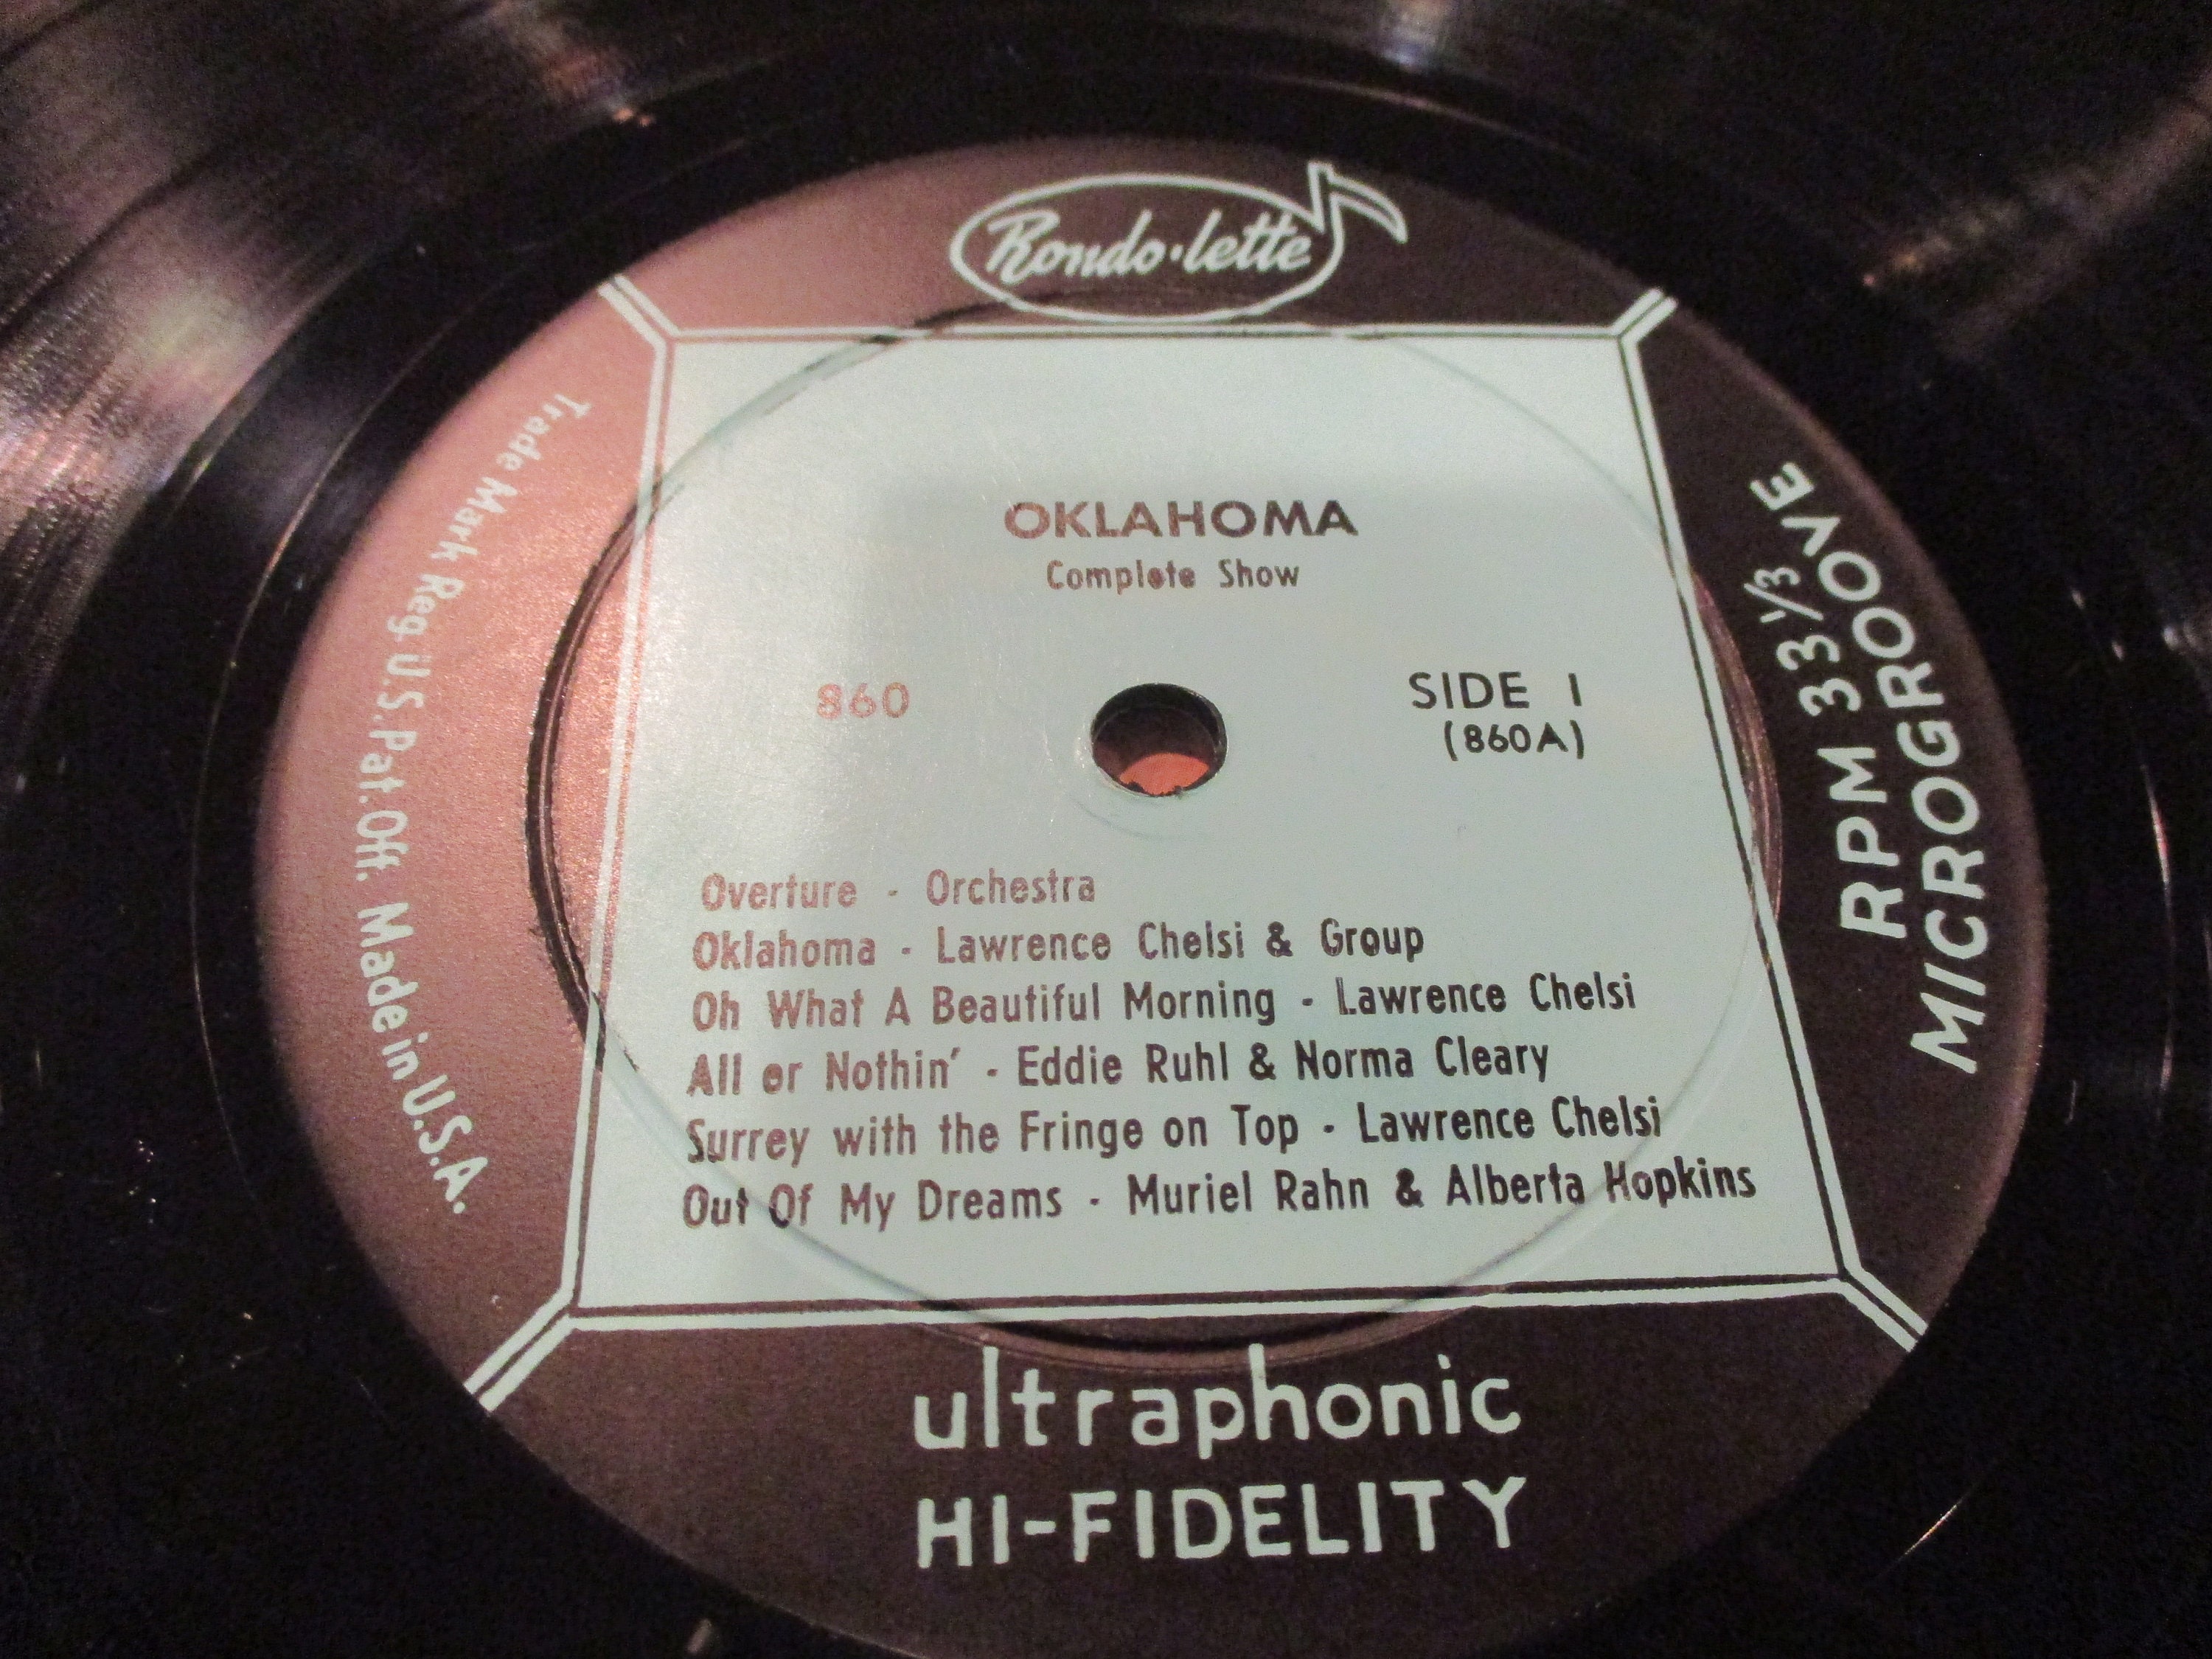 Rondo·lette
OKLAHOMA
Complete Show
860
SIDE 1
(860A)
Overture - Orchestra
Oklahoma - Lawrence Chelsi & Group
Oh What A Beautiful Morning - Lawrence Chelsi
All or Nothin' - Eddie Ruhl & Norma Cleary
Surrey with the Fringe on Top - Lawrence Chelsi
Out Of My Dreams - Muriel Rahn & Alberta Hopkins
ultraphonic
HI-FIDELITY
Trade Mark Reg. U.S. Pat. Off. Made in U.S.A.
RPM 33⅓
MICROGROOVE